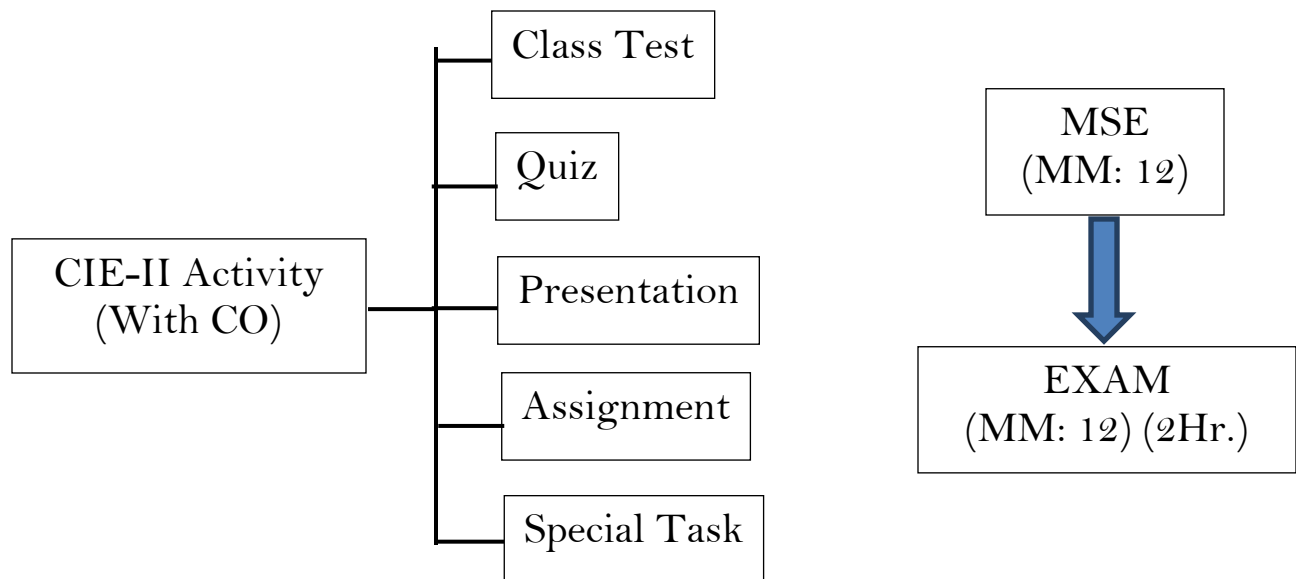 Class Test
Quiz
CIE-II Activity
(With CO)
Presentation
Assignment
Special Task
MSE
(MM: 12)
EXAM
(MM: 12) (2Hr.)